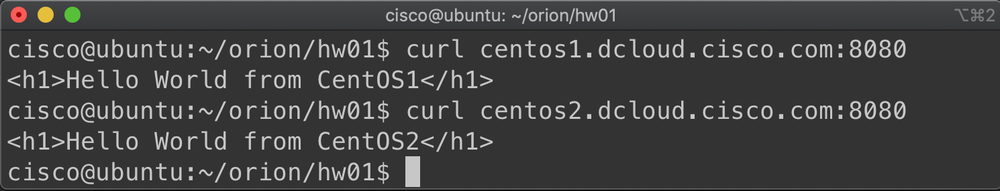 cisco@ubuntu: ~/orion/hw01
⌥⌘2
cisco@ubuntu:~/orion/hw01$ curl centos1.dcloud.cisco.com:8080
<h1>Hello World from CentOS1</h1>
cisco@ubuntu:~/orion/hw01$ curl centos2.dcloud.cisco.com:8080
<h1>Hello World from CentOS2</h1>
cisco@ubuntu:~/orion/hw01$